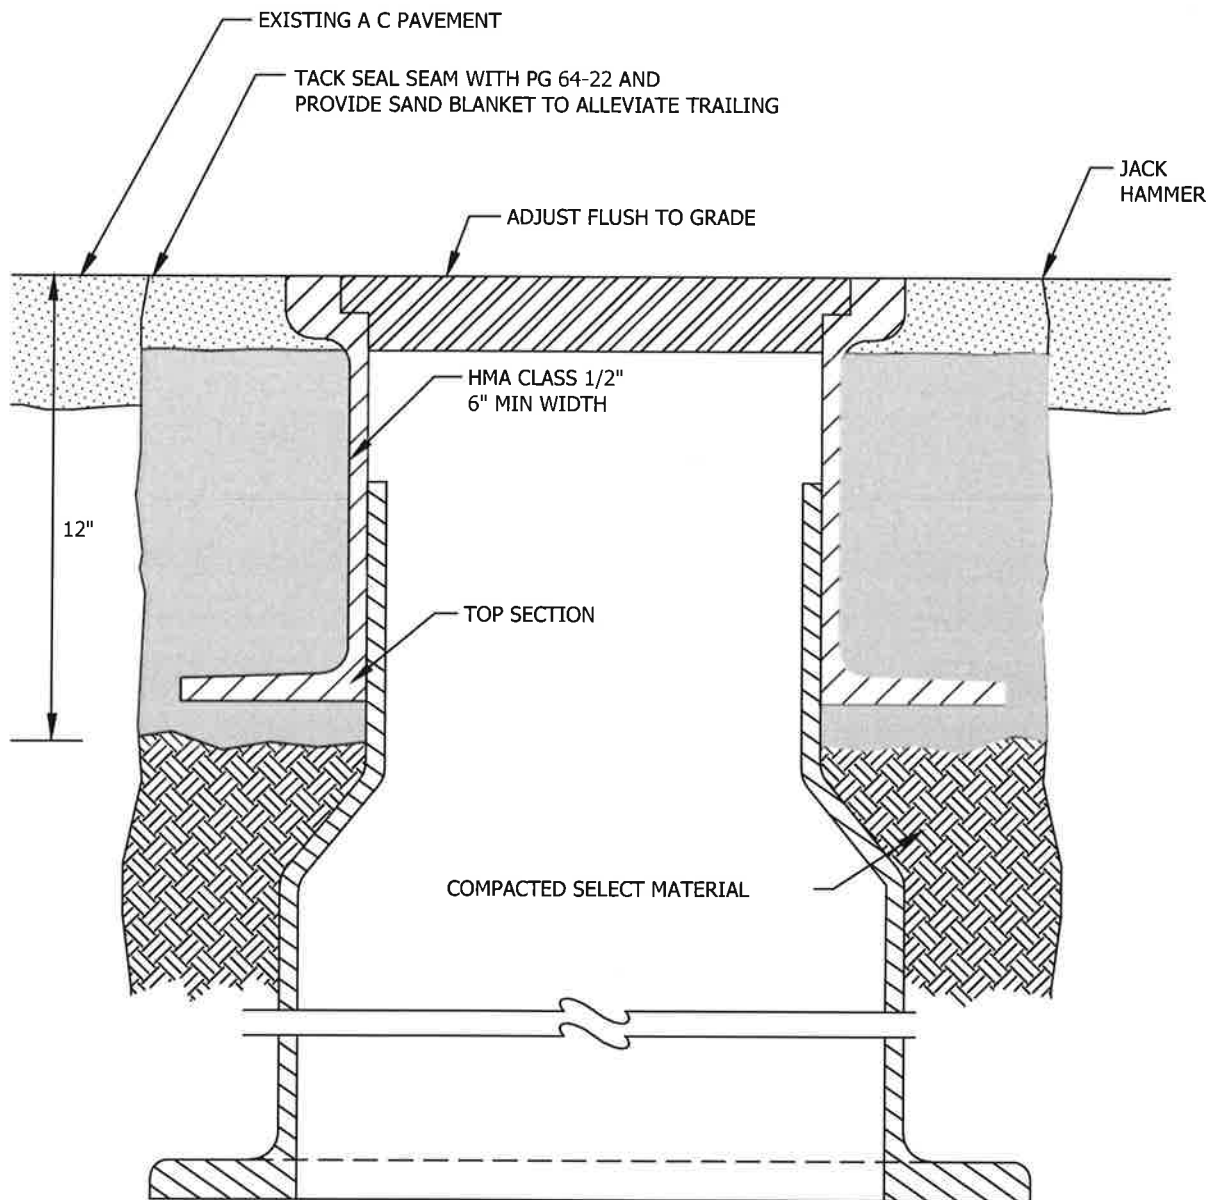 EXISTING A C PAVEMENT
TACK SEAL SEAM WITH PG 64-22 AND
PROVIDE SAND BLANKET TO ALLEVIATE TRAILING
JACK
HAMMER
ADJUST FLUSH TO GRADE
HMA CLASS 1/2"
6" MIN WIDTH
12"
TOP SECTION
COMPACTED SELECT MATERIAL